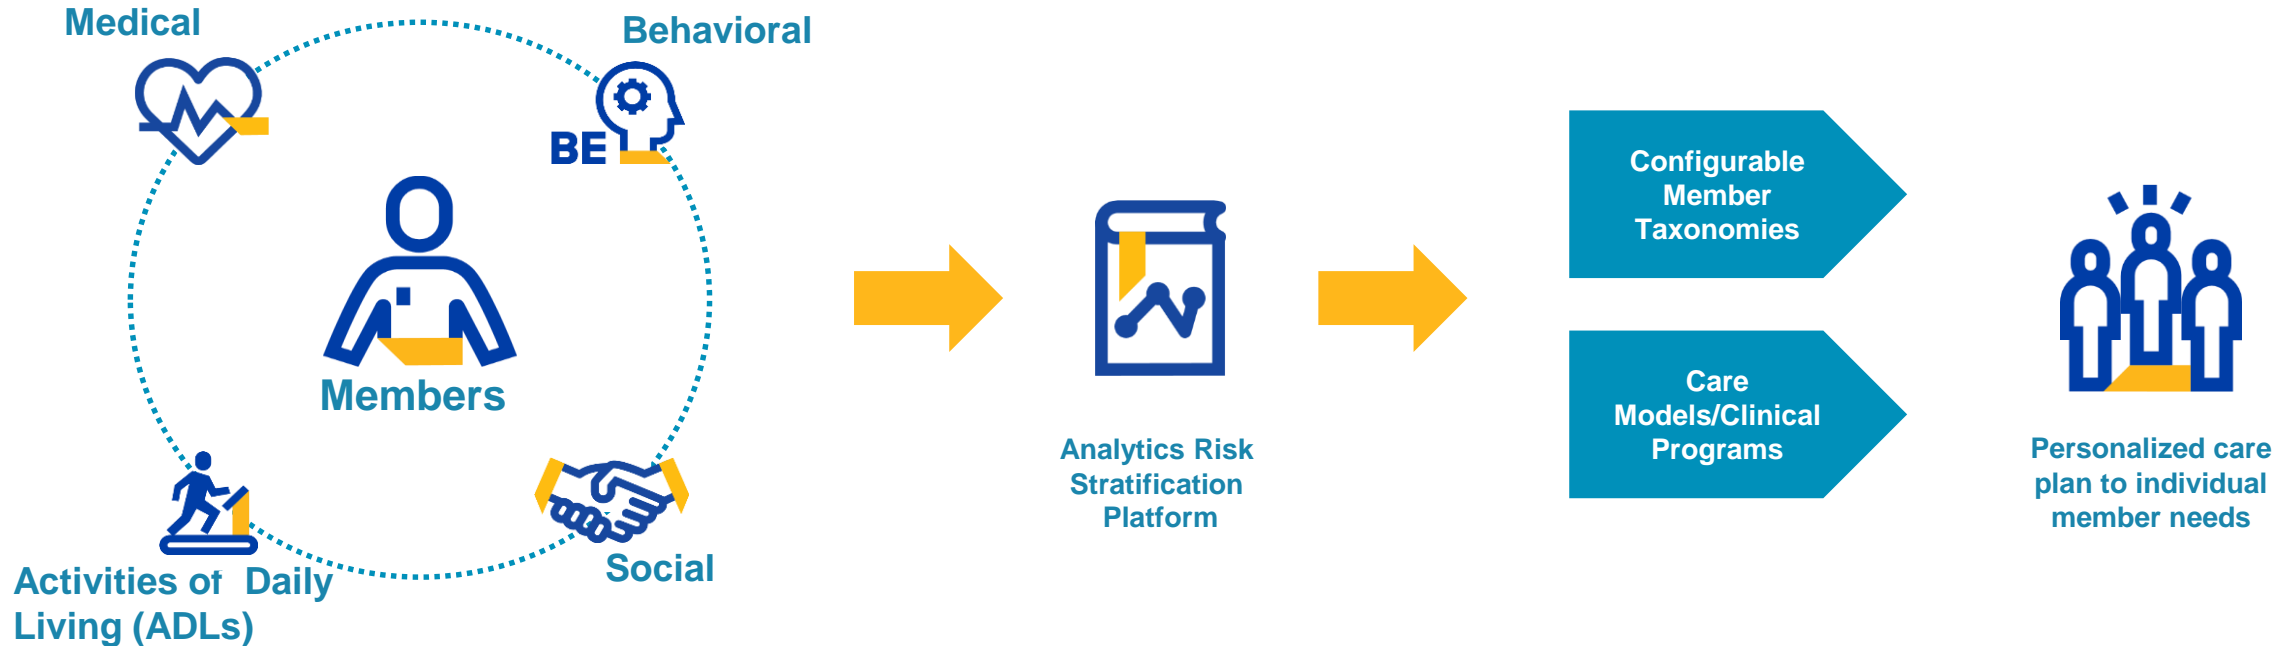 Medical
Behavioral
BE
Members
Activities of Daily
Living (ADLs)
Social
Analytics Risk
Stratification
Platform
Configurable
Member
Taxonomies
Care
Models/Clinical
Programs
Personalized care
plan to individual
member needs